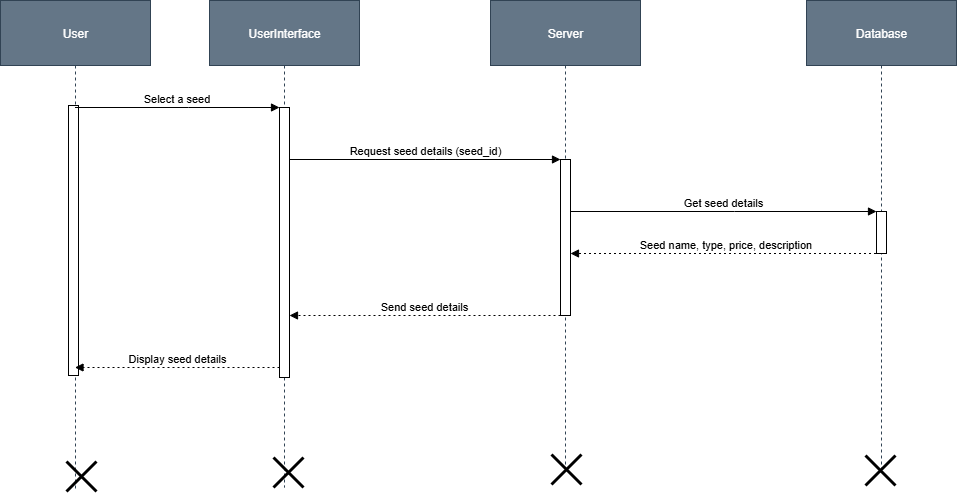 User
UserInterface
Server
Database
Select a seed
Request seed details (seed_id)
Get seed details
Seed name, type, price, description
Send seed details
Display seed details